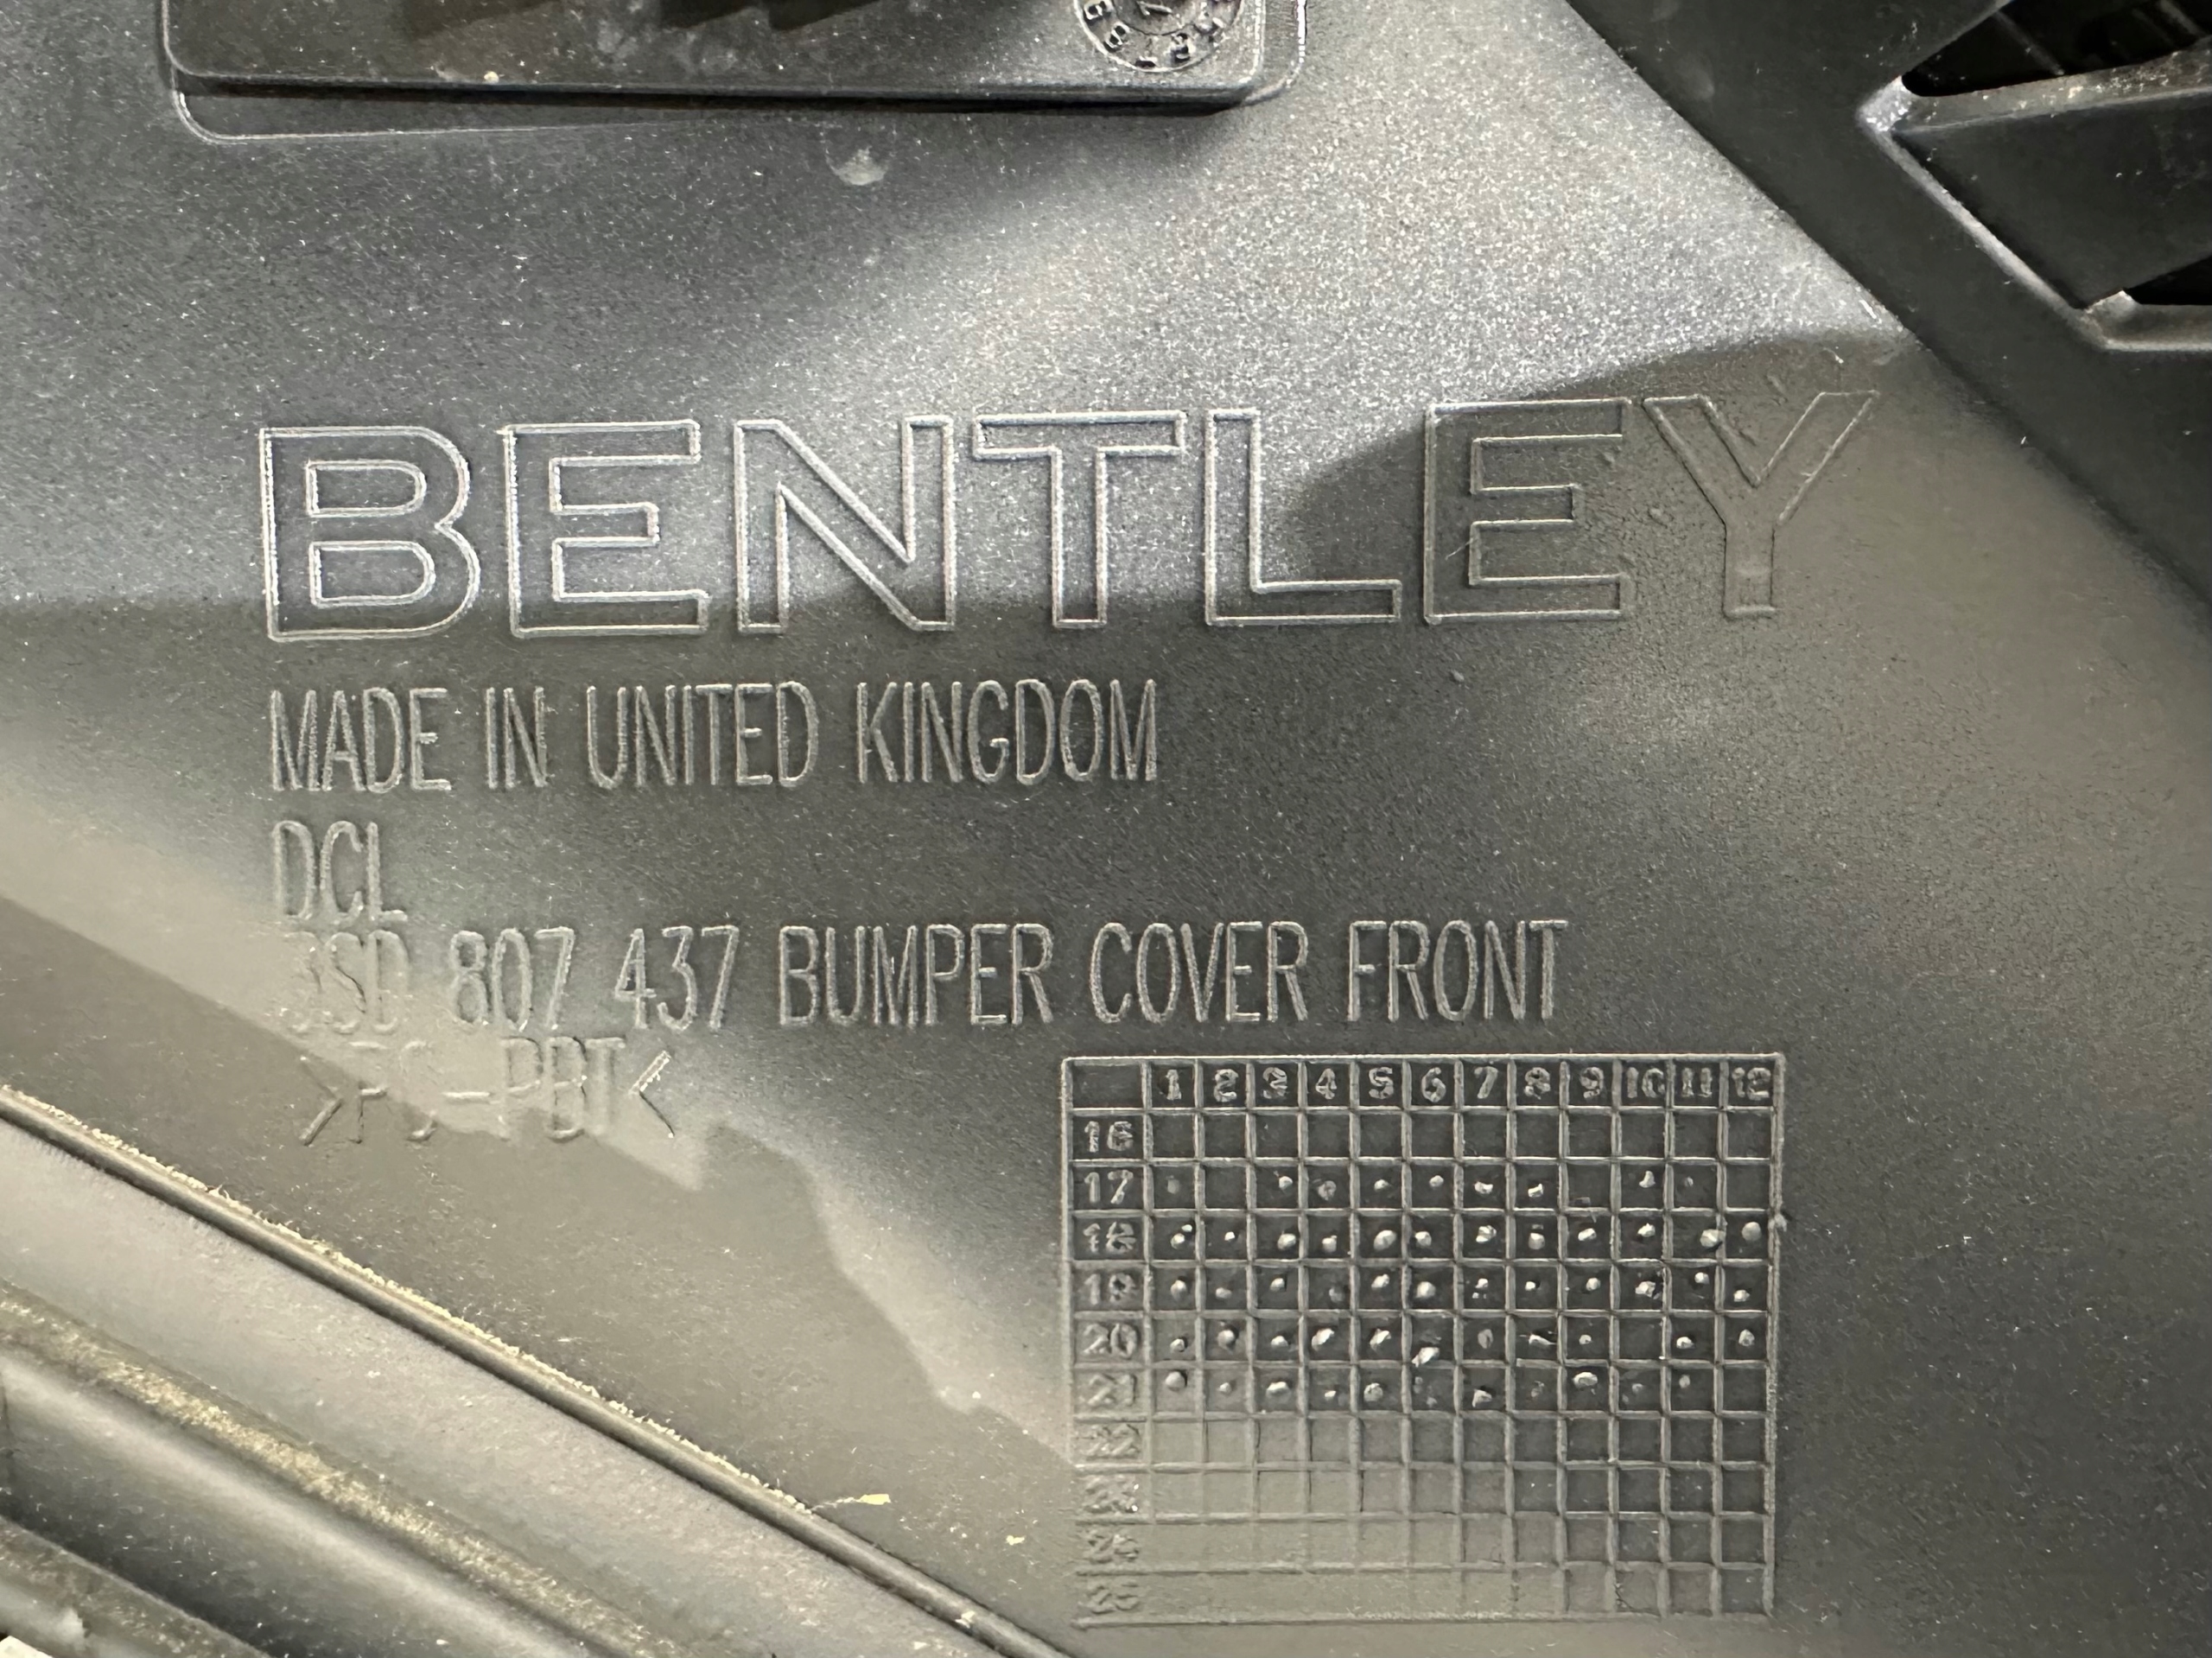 BENTLEY
MADE IN UNITED KINGDOM
DCL
3SD 807 437 BUMPER COVER FRONT
>PC-PBT<
1 2 3 4 5 6 7 8 9 10 11 12
16
17
18
19
20
21
22
23
24
25